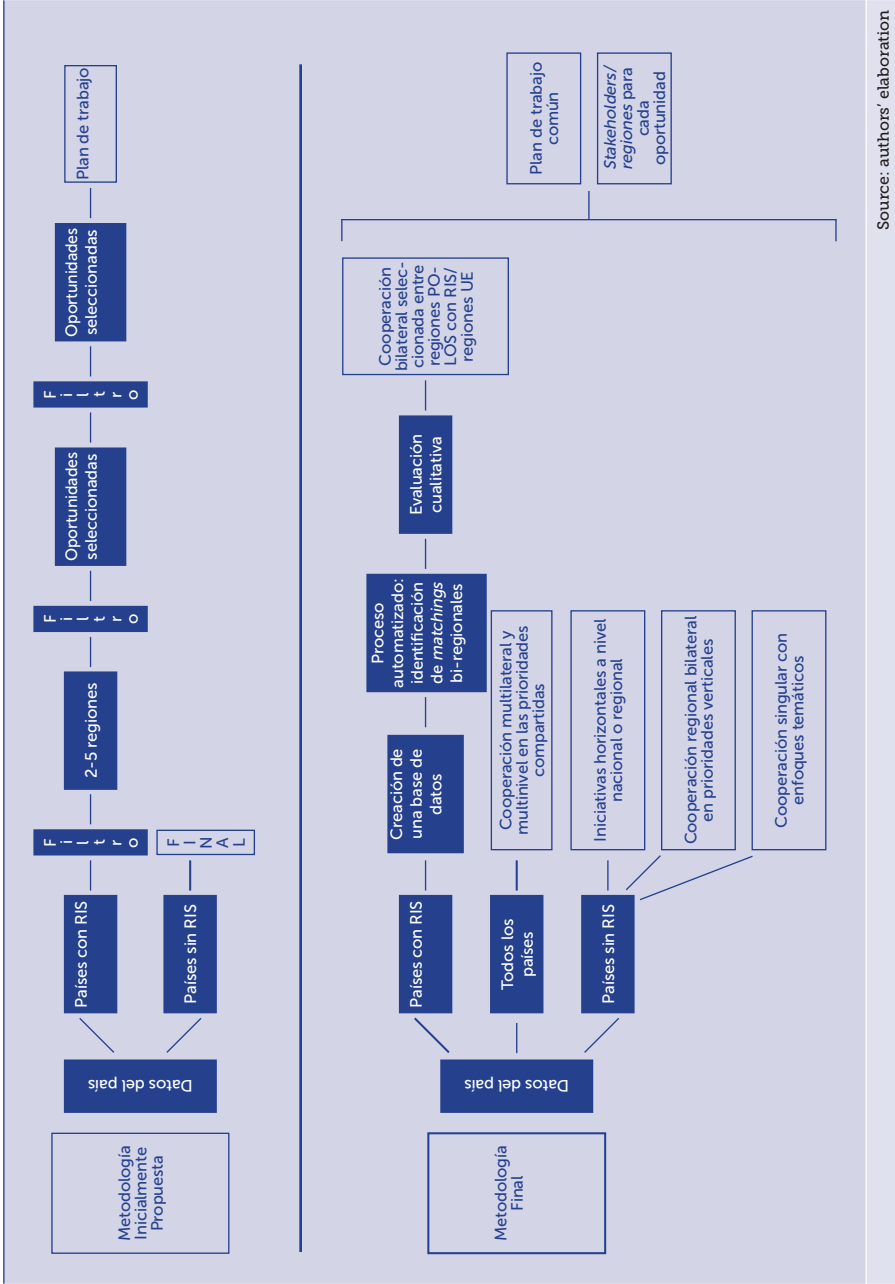 Metodología
Inicialmente
Propuesta
Datos del país
Países con RIS
Países sin RIS
Filtro
FINAL
2-5 regiones
Filtro
Oportunidades
seleccionadas
Filtro
Oportunidades
seleccionadas
Plan de trabajo
Metodología
Final
Datos del país
Países con RIS
Todos los
países
Países sin RIS
Creación de
una base de
datos
Proceso
automatizado:
identificación
de matchings
bi-regionales
Evaluación
cualitativa
Cooperación
bilateral selec-
cionada entre
regiones PO-
LOS con RIS/
regiones UE
Cooperación multilateral y
multinivel en las prioridades
compartidas
Iniciativas horizontales a nivel
nacional o regional
Cooperación regional bilateral
en prioridades verticales
Cooperación singular con
enfoques temáticos
Plan de trabajo
común
Stakeholders/
regiones para
cada
oportunidad
Source: authors' elaboration